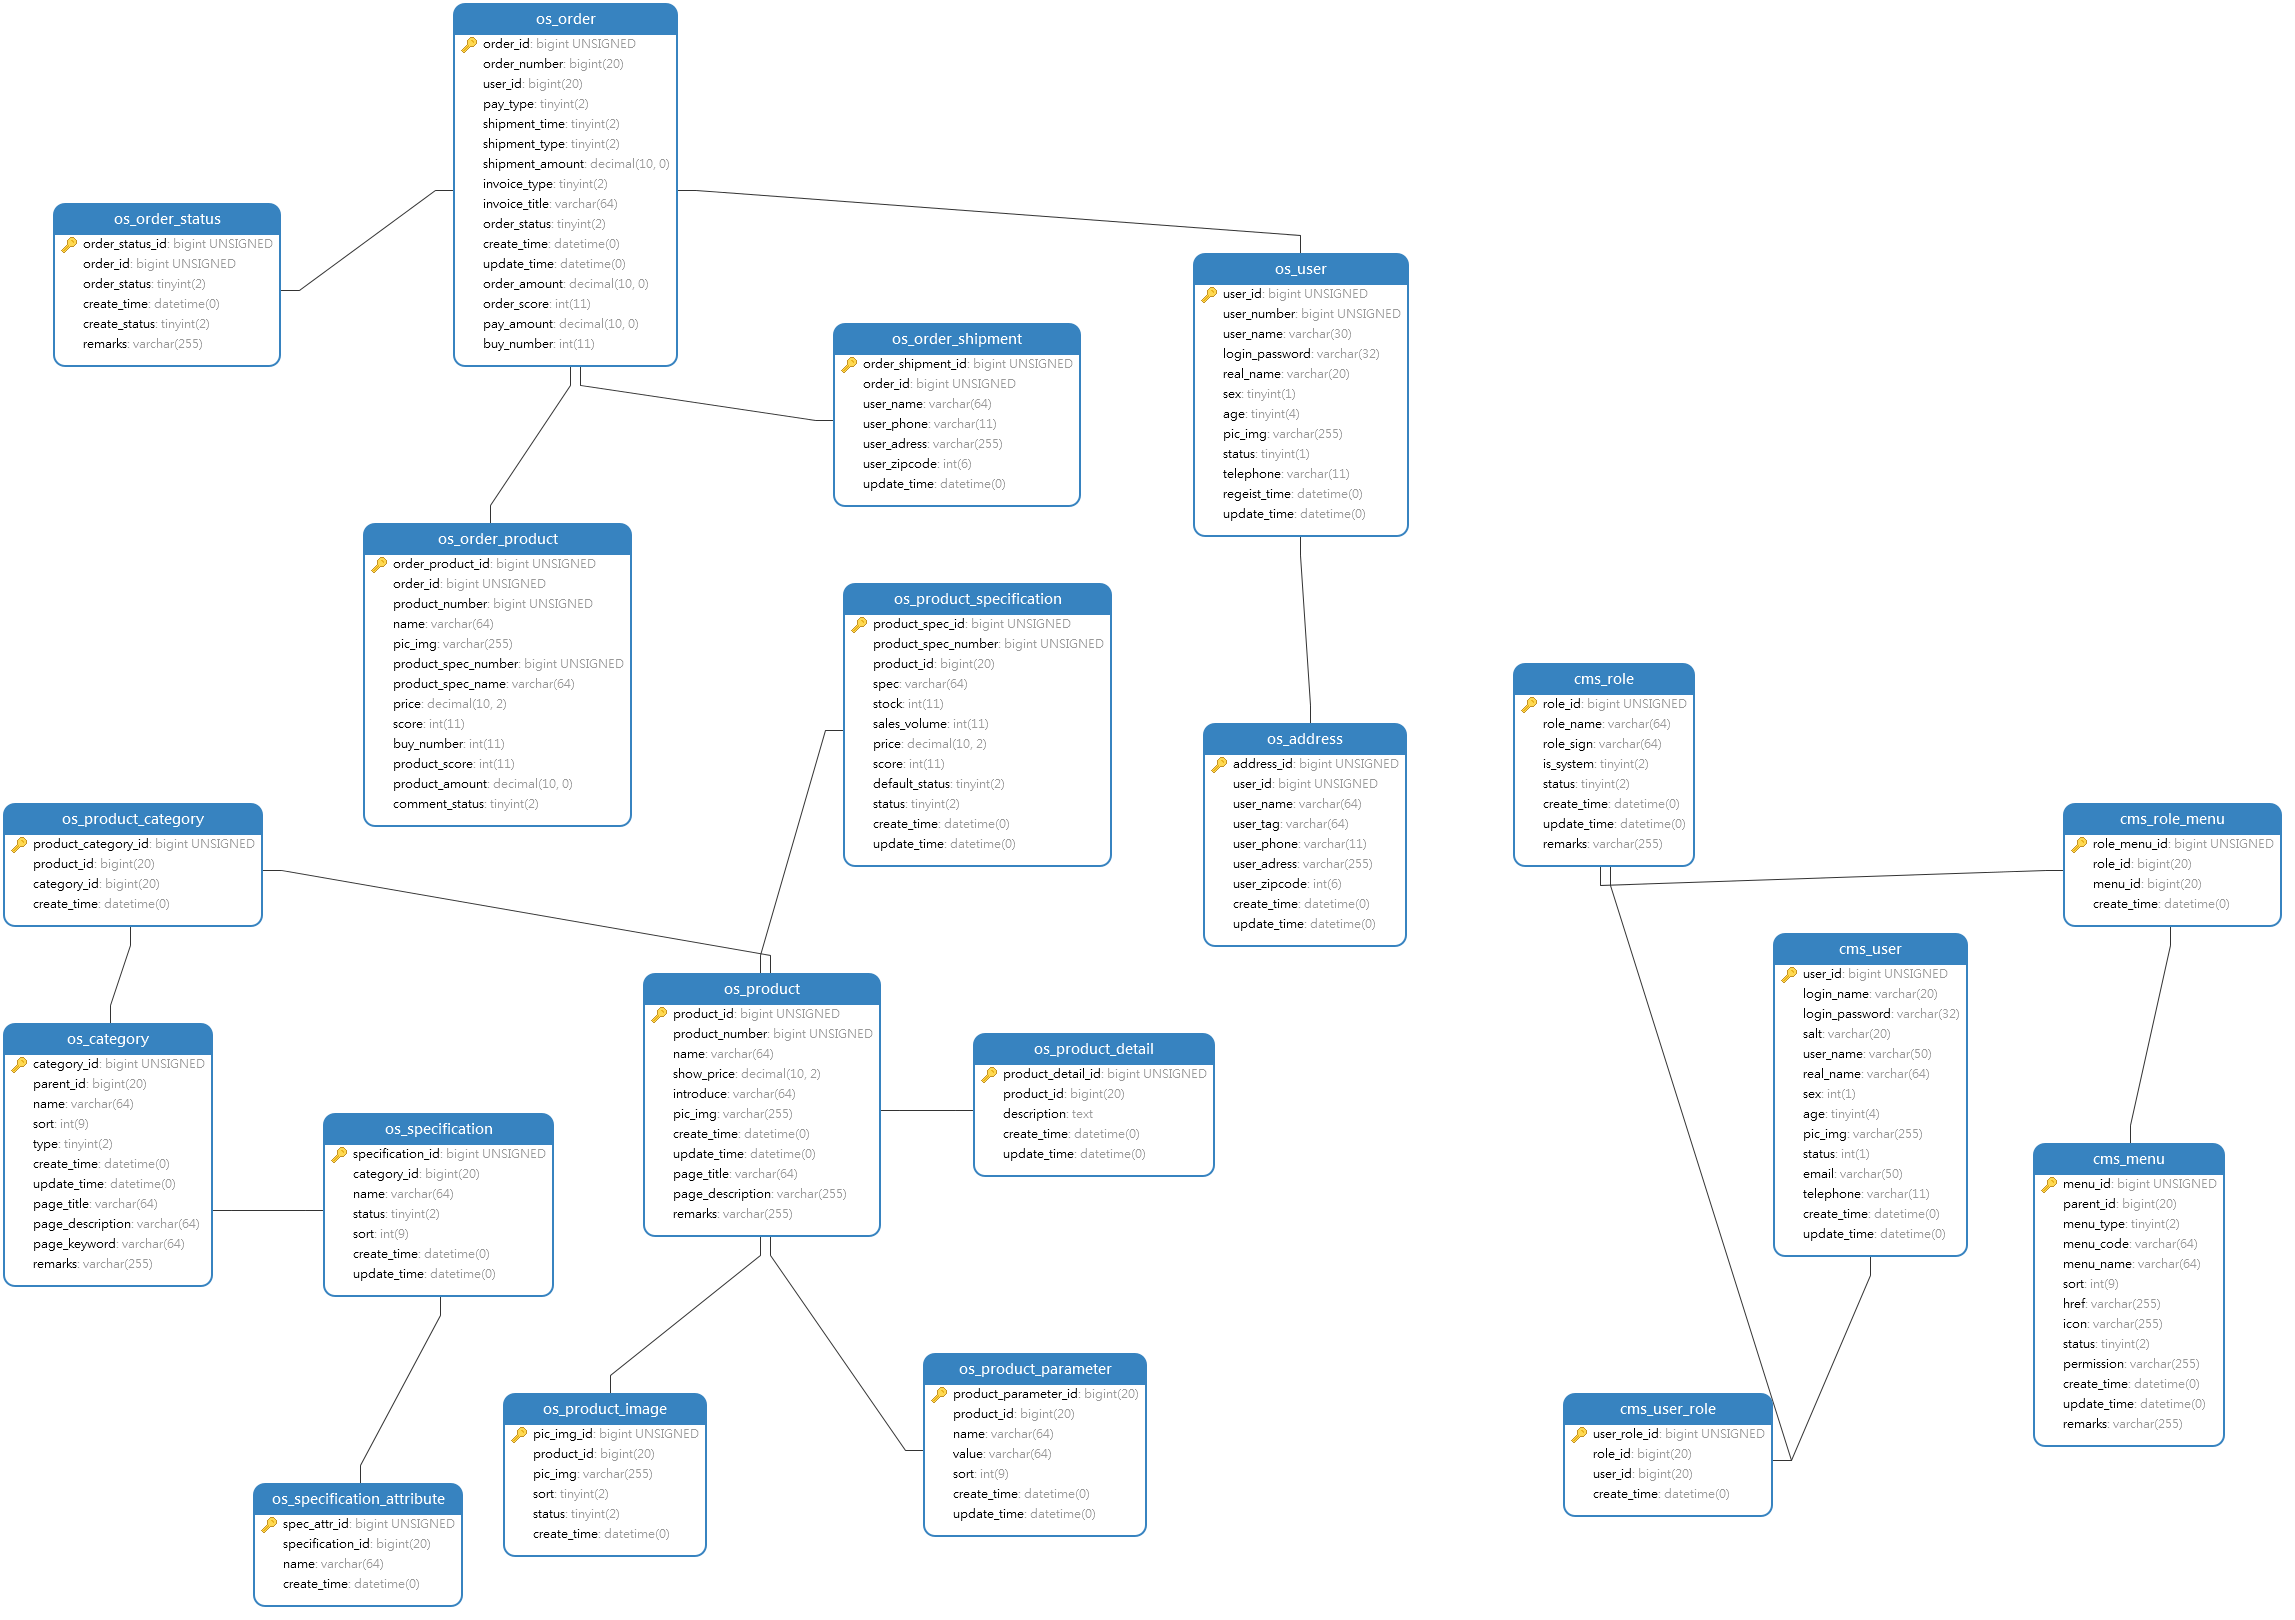 os_order
order_id: bigint UNSIGNED
order_number: bigint(20)
user_id: bigint(20)
pay_type: tinyint(2)
shipment_time: tinyint(2)
shipment_type: tinyint(2)
shipment_amount: decimal(10, 0)
invoice_type: tinyint(2)
invoice_title: varchar(64)
order_status: tinyint(2)
create_time: datetime(0)
update_time: datetime(0)
order_amount: decimal(10, 0)
order_score: int(11)
pay_amount: decimal(10, 0)
buy_number: int(11)
os_order_status
order_status_id: bigint UNSIGNED
order_id: bigint UNSIGNED
order_status: tinyint(2)
create_time: datetime(0)
create_status: tinyint(2)
remarks: varchar(255)
os_user
user_id: bigint UNSIGNED
user_number: bigint UNSIGNED
user_name: varchar(30)
login_password: varchar(32)
real_name: varchar(20)
sex: tinyint(1)
age: tinyint(4)
pic_img: varchar(255)
status: tinyint(1)
telephone: varchar(11)
regeist_time: datetime(0)
update_time: datetime(0)
os_order_shipment
order_shipment_id: bigint UNSIGNED
order_id: bigint UNSIGNED
user_name: varchar(64)
user_phone: varchar(11)
user_adress: varchar(255)
user_zipcode: int(6)
update_time: datetime(0)
os_order_product
order_product_id: bigint UNSIGNED
order_id: bigint UNSIGNED
product_number: bigint UNSIGNED
name: varchar(64)
pic_img: varchar(255)
product_spec_number: bigint UNSIGNED
product_spec_name: varchar(64)
price: decimal(10, 2)
score: int(11)
buy_number: int(11)
product_score: int(11)
product_amount: decimal(10, 0)
comment_status: tinyint(2)
os_product_specification
product_spec_id: bigint UNSIGNED
product_spec_number: bigint UNSIGNED
product_id: bigint(20)
spec: varchar(64)
stock: int(11)
sales_volume: int(11)
price: decimal(10, 2)
score: int(11)
default_status: tinyint(2)
status: tinyint(2)
create_time: datetime(0)
update_time: datetime(0)
os_address
address_id: bigint UNSIGNED
user_id: bigint UNSIGNED
user_name: varchar(64)
user_tag: varchar(64)
user_phone: varchar(11)
user_adress: varchar(255)
user_zipcode: int(6)
create_time: datetime(0)
update_time: datetime(0)
cms_role
role_id: bigint UNSIGNED
role_name: varchar(64)
role_sign: varchar(64)
is_system: tinyint(2)
status: tinyint(2)
create_time: datetime(0)
update_time: datetime(0)
remarks: varchar(255)
cms_role_menu
role_menu_id: bigint UNSIGNED
role_id: bigint(20)
menu_id: bigint(20)
create_time: datetime(0)
os_product_category
product_category_id: bigint UNSIGNED
product_id: bigint(20)
category_id: bigint(20)
create_time: datetime(0)
cms_user
user_id: bigint UNSIGNED
login_name: varchar(20)
login_password: varchar(32)
salt: varchar(20)
user_name: varchar(50)
real_name: varchar(64)
sex: int(1)
age: tinyint(4)
pic_img: varchar(255)
status: int(1)
email: varchar(50)
telephone: varchar(11)
create_time: datetime(0)
update_time: datetime(0)
os_product
product_id: bigint UNSIGNED
product_number: bigint UNSIGNED
name: varchar(64)
show_price: decimal(10, 2)
introduce: varchar(64)
pic_img: varchar(255)
create_time: datetime(0)
update_time: datetime(0)
page_title: varchar(64)
page_description: varchar(255)
remarks: varchar(255)
os_category
category_id: bigint UNSIGNED
parent_id: bigint(20)
name: varchar(64)
sort: int(9)
type: tinyint(2)
create_time: datetime(0)
update_time: datetime(0)
page_title: varchar(64)
page_description: varchar(64)
page_keyword: varchar(64)
remarks: varchar(255)
os_product_detail
product_detail_id: bigint UNSIGNED
product_id: bigint(20)
description: text
create_time: datetime(0)
update_time: datetime(0)
os_specification
specification_id: bigint UNSIGNED
category_id: bigint(20)
name: varchar(64)
status: tinyint(2)
sort: int(9)
create_time: datetime(0)
update_time: datetime(0)
cms_menu
menu_id: bigint UNSIGNED
parent_id: bigint(20)
menu_type: tinyint(2)
menu_code: varchar(64)
menu_name: varchar(64)
sort: int(9)
href: varchar(255)
icon: varchar(255)
status: tinyint(2)
permission: varchar(255)
create_time: datetime(0)
update_time: datetime(0)
remarks: varchar(255)
os_product_parameter
product_parameter_id: bigint(20)
product_id: bigint(20)
name: varchar(64)
value: varchar(64)
sort: int(9)
create_time: datetime(0)
update_time: datetime(0)
os_product_image
pic_img_id: bigint UNSIGNED
product_id: bigint(20)
pic_img: varchar(255)
sort: tinyint(2)
status: tinyint(2)
create_time: datetime(0)
cms_user_role
user_role_id: bigint UNSIGNED
role_id: bigint(20)
user_id: bigint(20)
create_time: datetime(0)
os_specification_attribute
spec_attr_id: bigint UNSIGNED
specification_id: bigint(20)
name: varchar(64)
create_time: datetime(0)